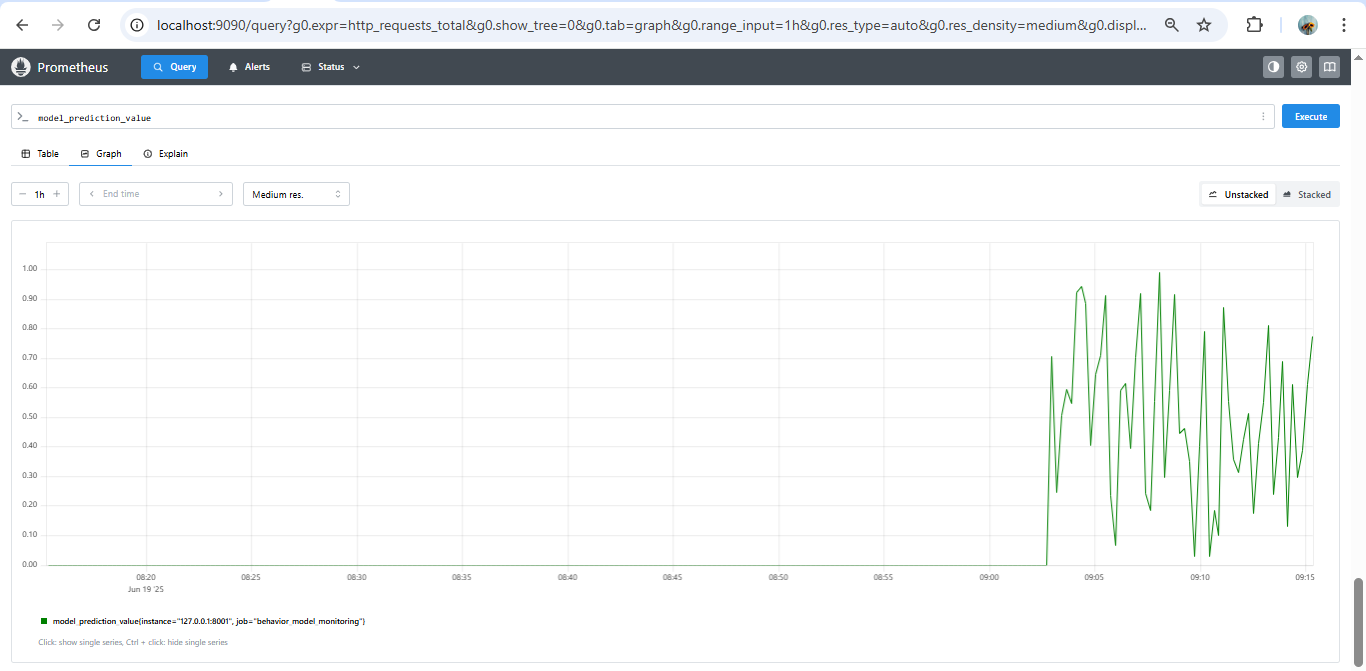 localhost:9090/query?g0.expr=http_requests_total&g0.show_tree=0&g0.tab=graph&g0.range_input=1h&g0.res_type=auto&g0.res_density=medium&g0.displ...
Prometheus Query Alerts Status
>_ model_prediction_value Execute
Table Graph Explain
1h End time Medium res. Unstacked Stacked
1.00
0.90
0.80
0.70
0.60
0.50
0.40
0.30
0.20
0.10
0.00
08:20 08:25 08:30 08:35 08:40 08:45 08:50 08:55 09:00 09:05 09:10 09:15
Jun 19 '25
model_prediction_value{instance="127.0.0.1:8001", job="behavior_model_monitoring"}
Click: show single series, Ctrl + click: hide single series